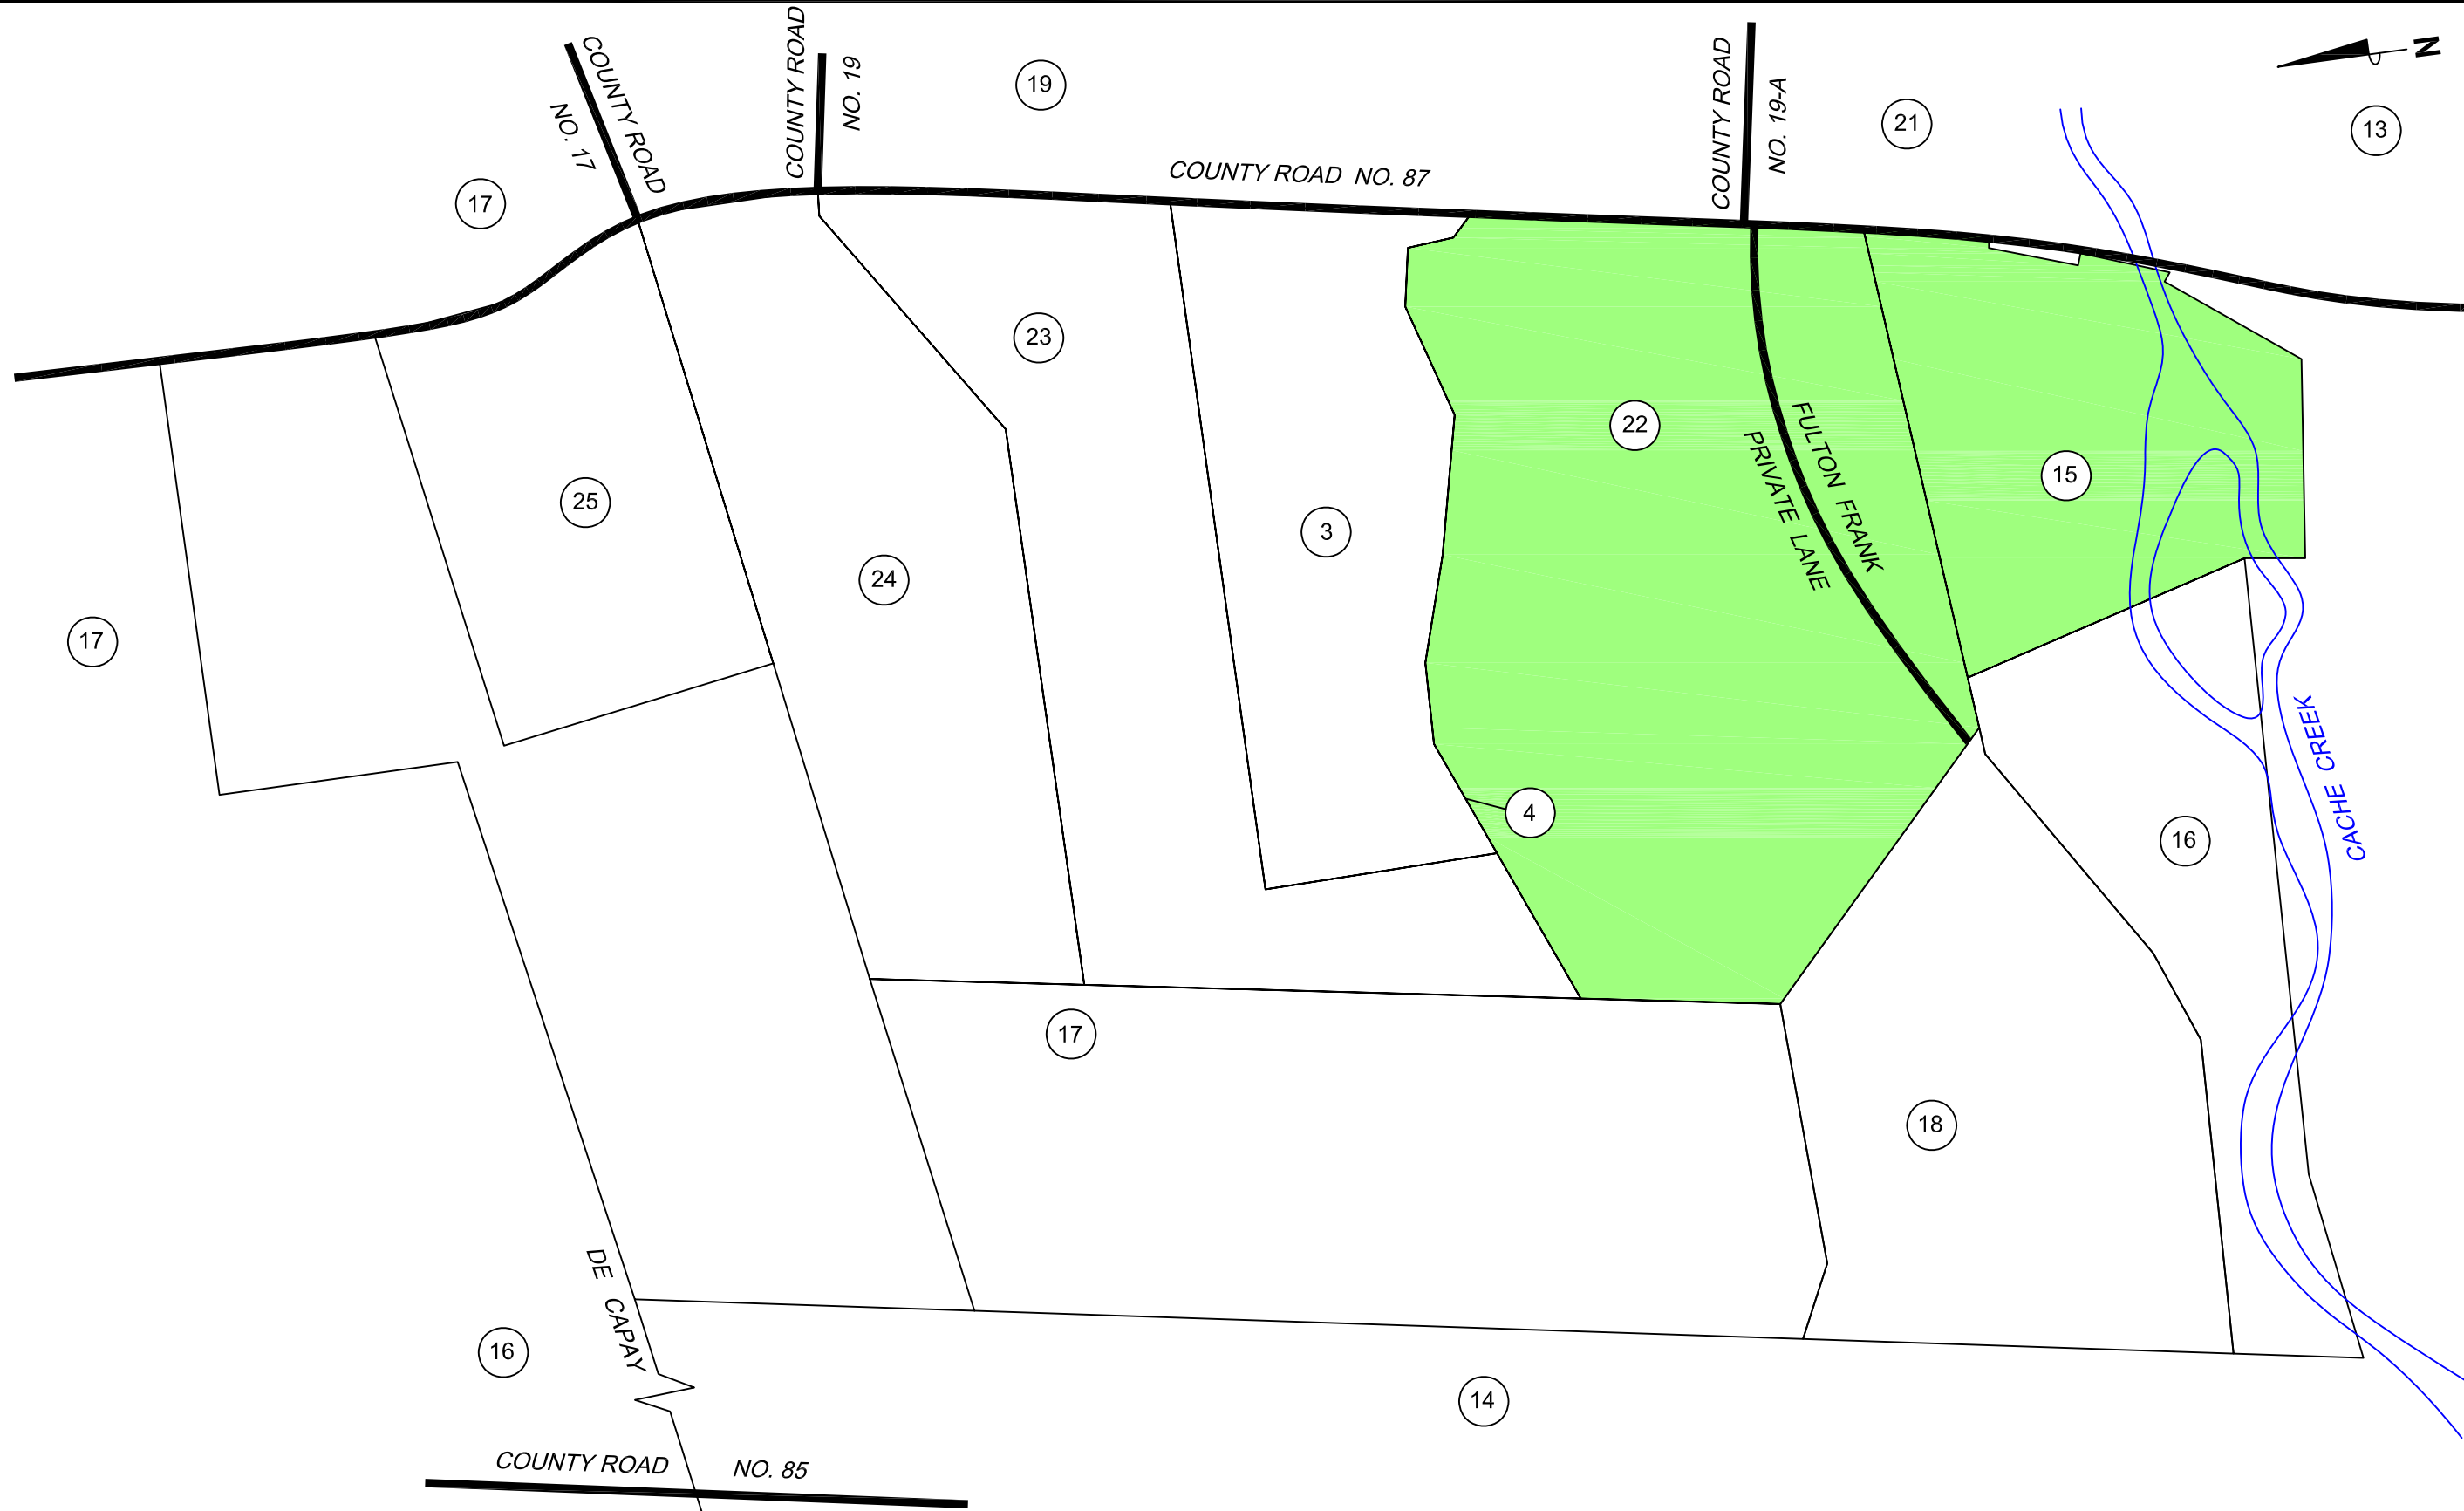 COUNTY ROAD
NO. 17
COUNTY ROAD
NO. 19
19
COUNTY ROAD
NO. 19-A
21
N
13
17
COUNTY ROAD NO. 87
23
22
FULTON FRANK
PRIVATE LANE
15
25
3
24
17
4
16
CACHE CREEK
17
18
DE CAPAY
16
14
COUNTY ROAD NO. 85